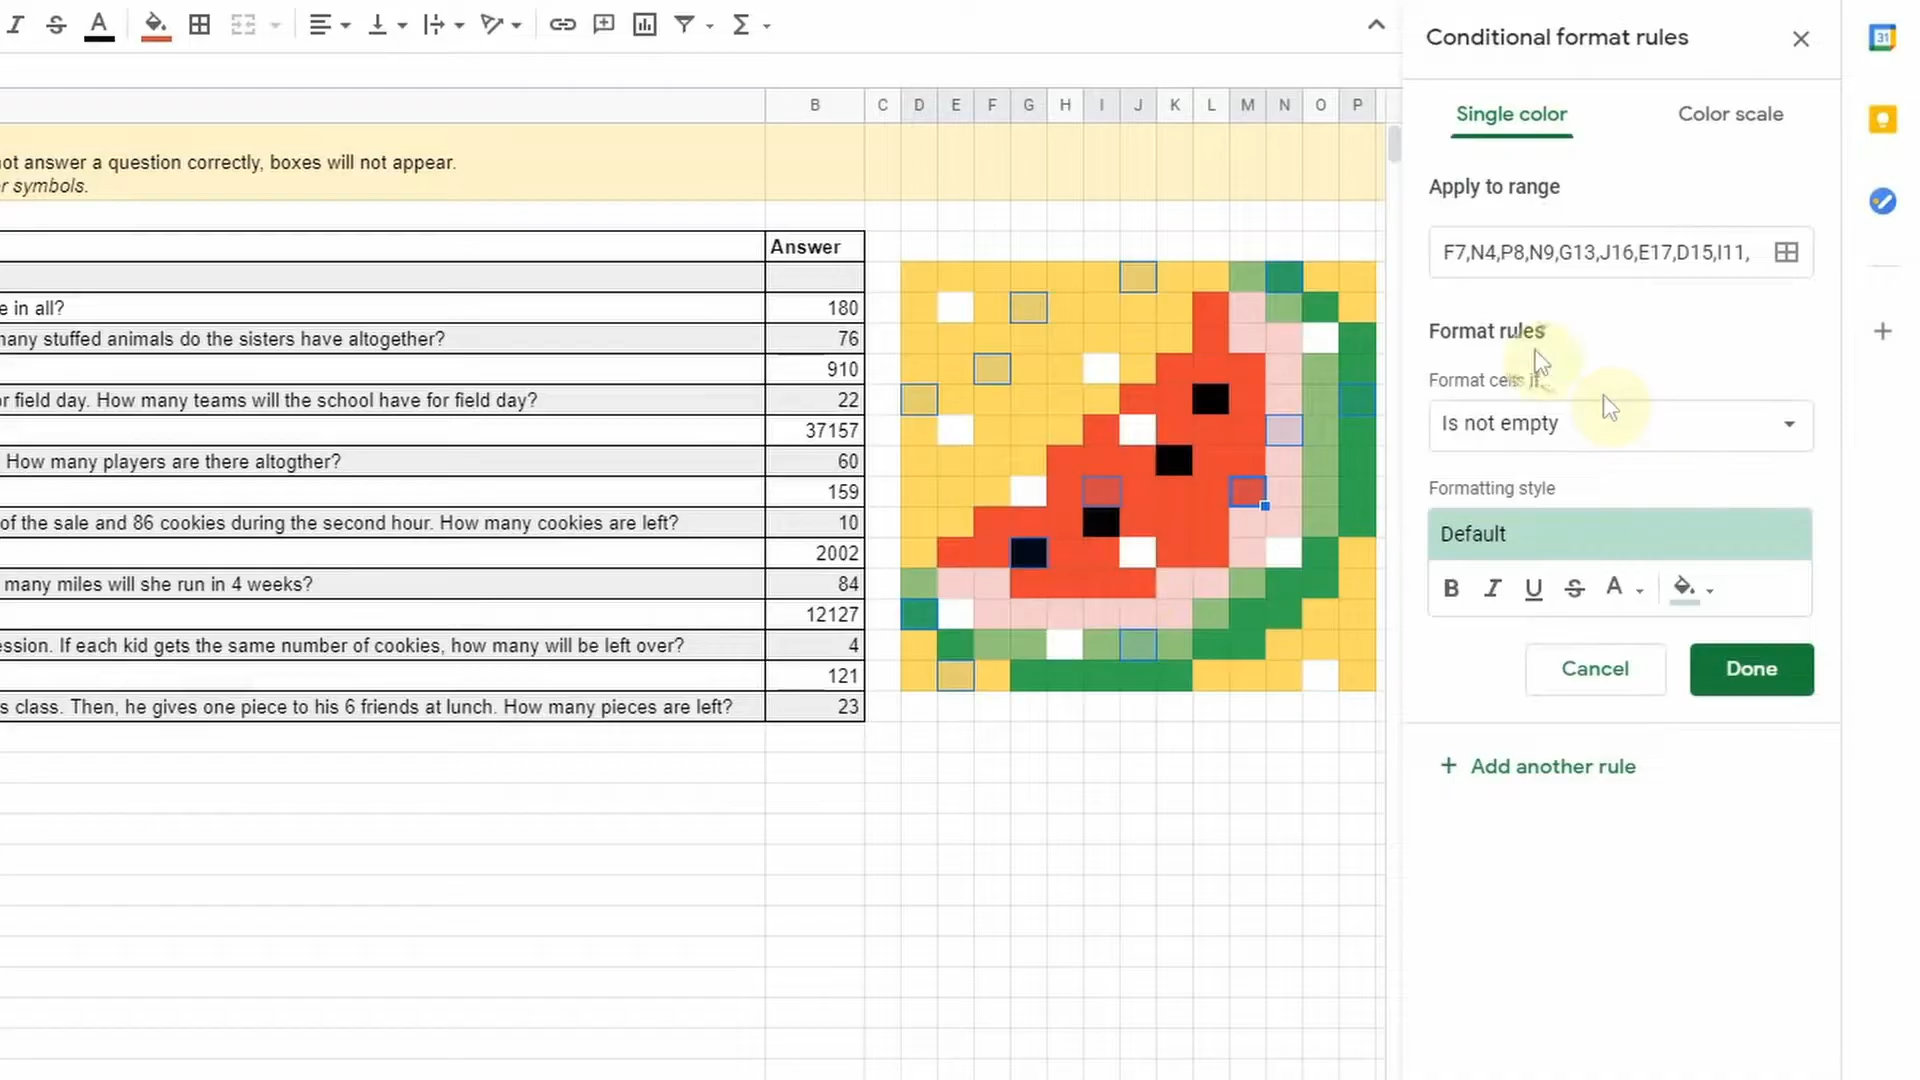 Conditional format rules
Single color
Color scale
Apply to range
F7,N4,P8,N9,G13,J16,E17,D15,I11,
Format rules
Format cells if…
Is not empty
Formatting style
Default
B I U S A
Cancel
Done
+ Add another rule
31
I S A
Σ
B C D E F G H I J K L M N O P
not answer a question correctly, boxes will not appear.
r symbols.
Answer
e in all? 180
many stuffed animals do the sisters have altogether? 76
910
or field day. How many teams will the school have for field day? 22
37157
How many players are there altogther? 60
159
of the sale and 86 cookies during the second hour. How many cookies are left? 10
2002
many miles will she run in 4 weeks? 84
12127
ession. If each kid gets the same number of cookies, how many will be left over? 4
121
s class. Then, he gives one piece to his 6 friends at lunch. How many pieces are left? 23